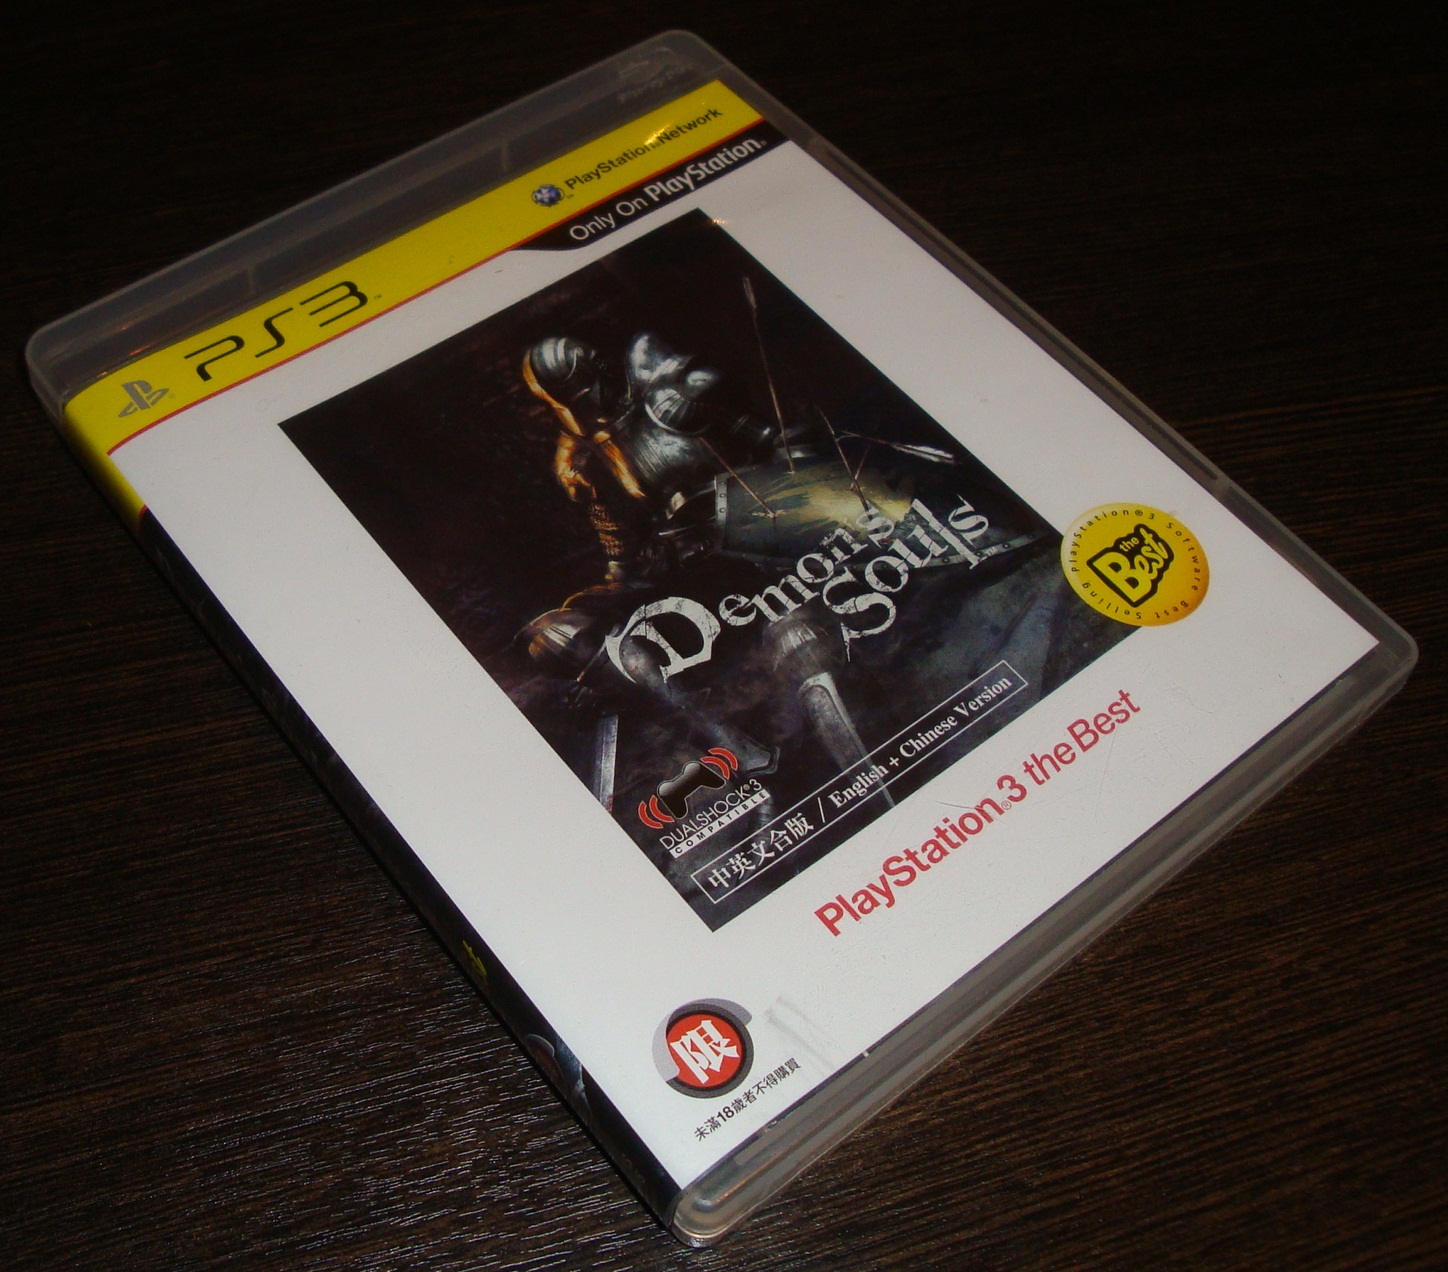 PlayStation®Network
Only On PlayStation®
PS3™
Demon's
Souls
the
Best
PlayStation®3 Software Best Selling
DUALSHOCK®3
COMPATIBLE
中英文合版 / English + Chinese Version
PlayStation®3 the Best
限
未滿18歲者不得購買